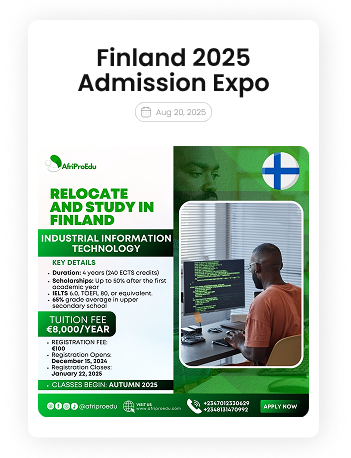 Finland 2025
Admission Expo
Aug 20, 2025
AfriProEdu
RELOCATE
AND STUDY IN
FINLAND
INDUSTRIAL INFORMATION
TECHNOLOGY
KEY DETAILS
• Duration: 4 years (240 ECTS credits)
• Scholarships: Up to 50% after the first
academic year
• IELTS 6.0, TOEFL 80, or equivalent.
• 65% grade average in upper
secondary school
TUITION FEE
€8,000/YEAR
• REGISTRATION FEE:
€100
• Registration Opens:
December 15, 2024
• Registration Closes:
January 22, 2025
• CLASSES BEGIN: AUTUMN 2025
@afriproedu
VISIT US
www.afriproedu.com
+2347012330629
+2348131470992
APPLY NOW